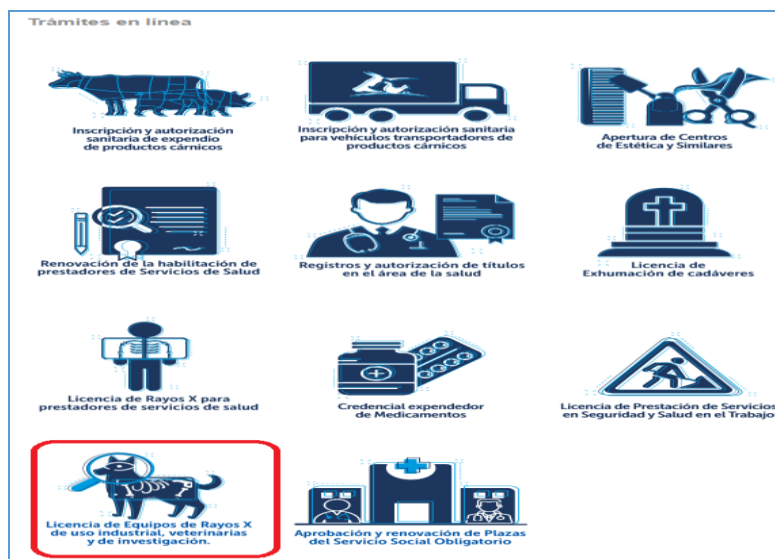 Trámites en línea
Inscripción y autorización
sanitaria de expendio
de productos cárnicos
Inscripción y autorización sanitaria
para vehículos transportadores de
productos cárnicos
Apertura de Centros
de Estética y Similares
Renovación de la habilitación de
prestadores de Servicios de Salud
Registros y autorización de títulos
en el área de la salud
Licencia de
Exhumación de cadáveres
Licencia de Rayos X para
prestadores de servicios de salud
Credencial expendedor
de Medicamentos
Licencia de Prestación de Servicios
en Seguridad y Salud en el Trabajo
Licencia de Equipos de Rayos X
de uso industrial, veterinarias
y de investigación.
Aprobación y renovación de Plazas
del Servicio Social Obligatorio